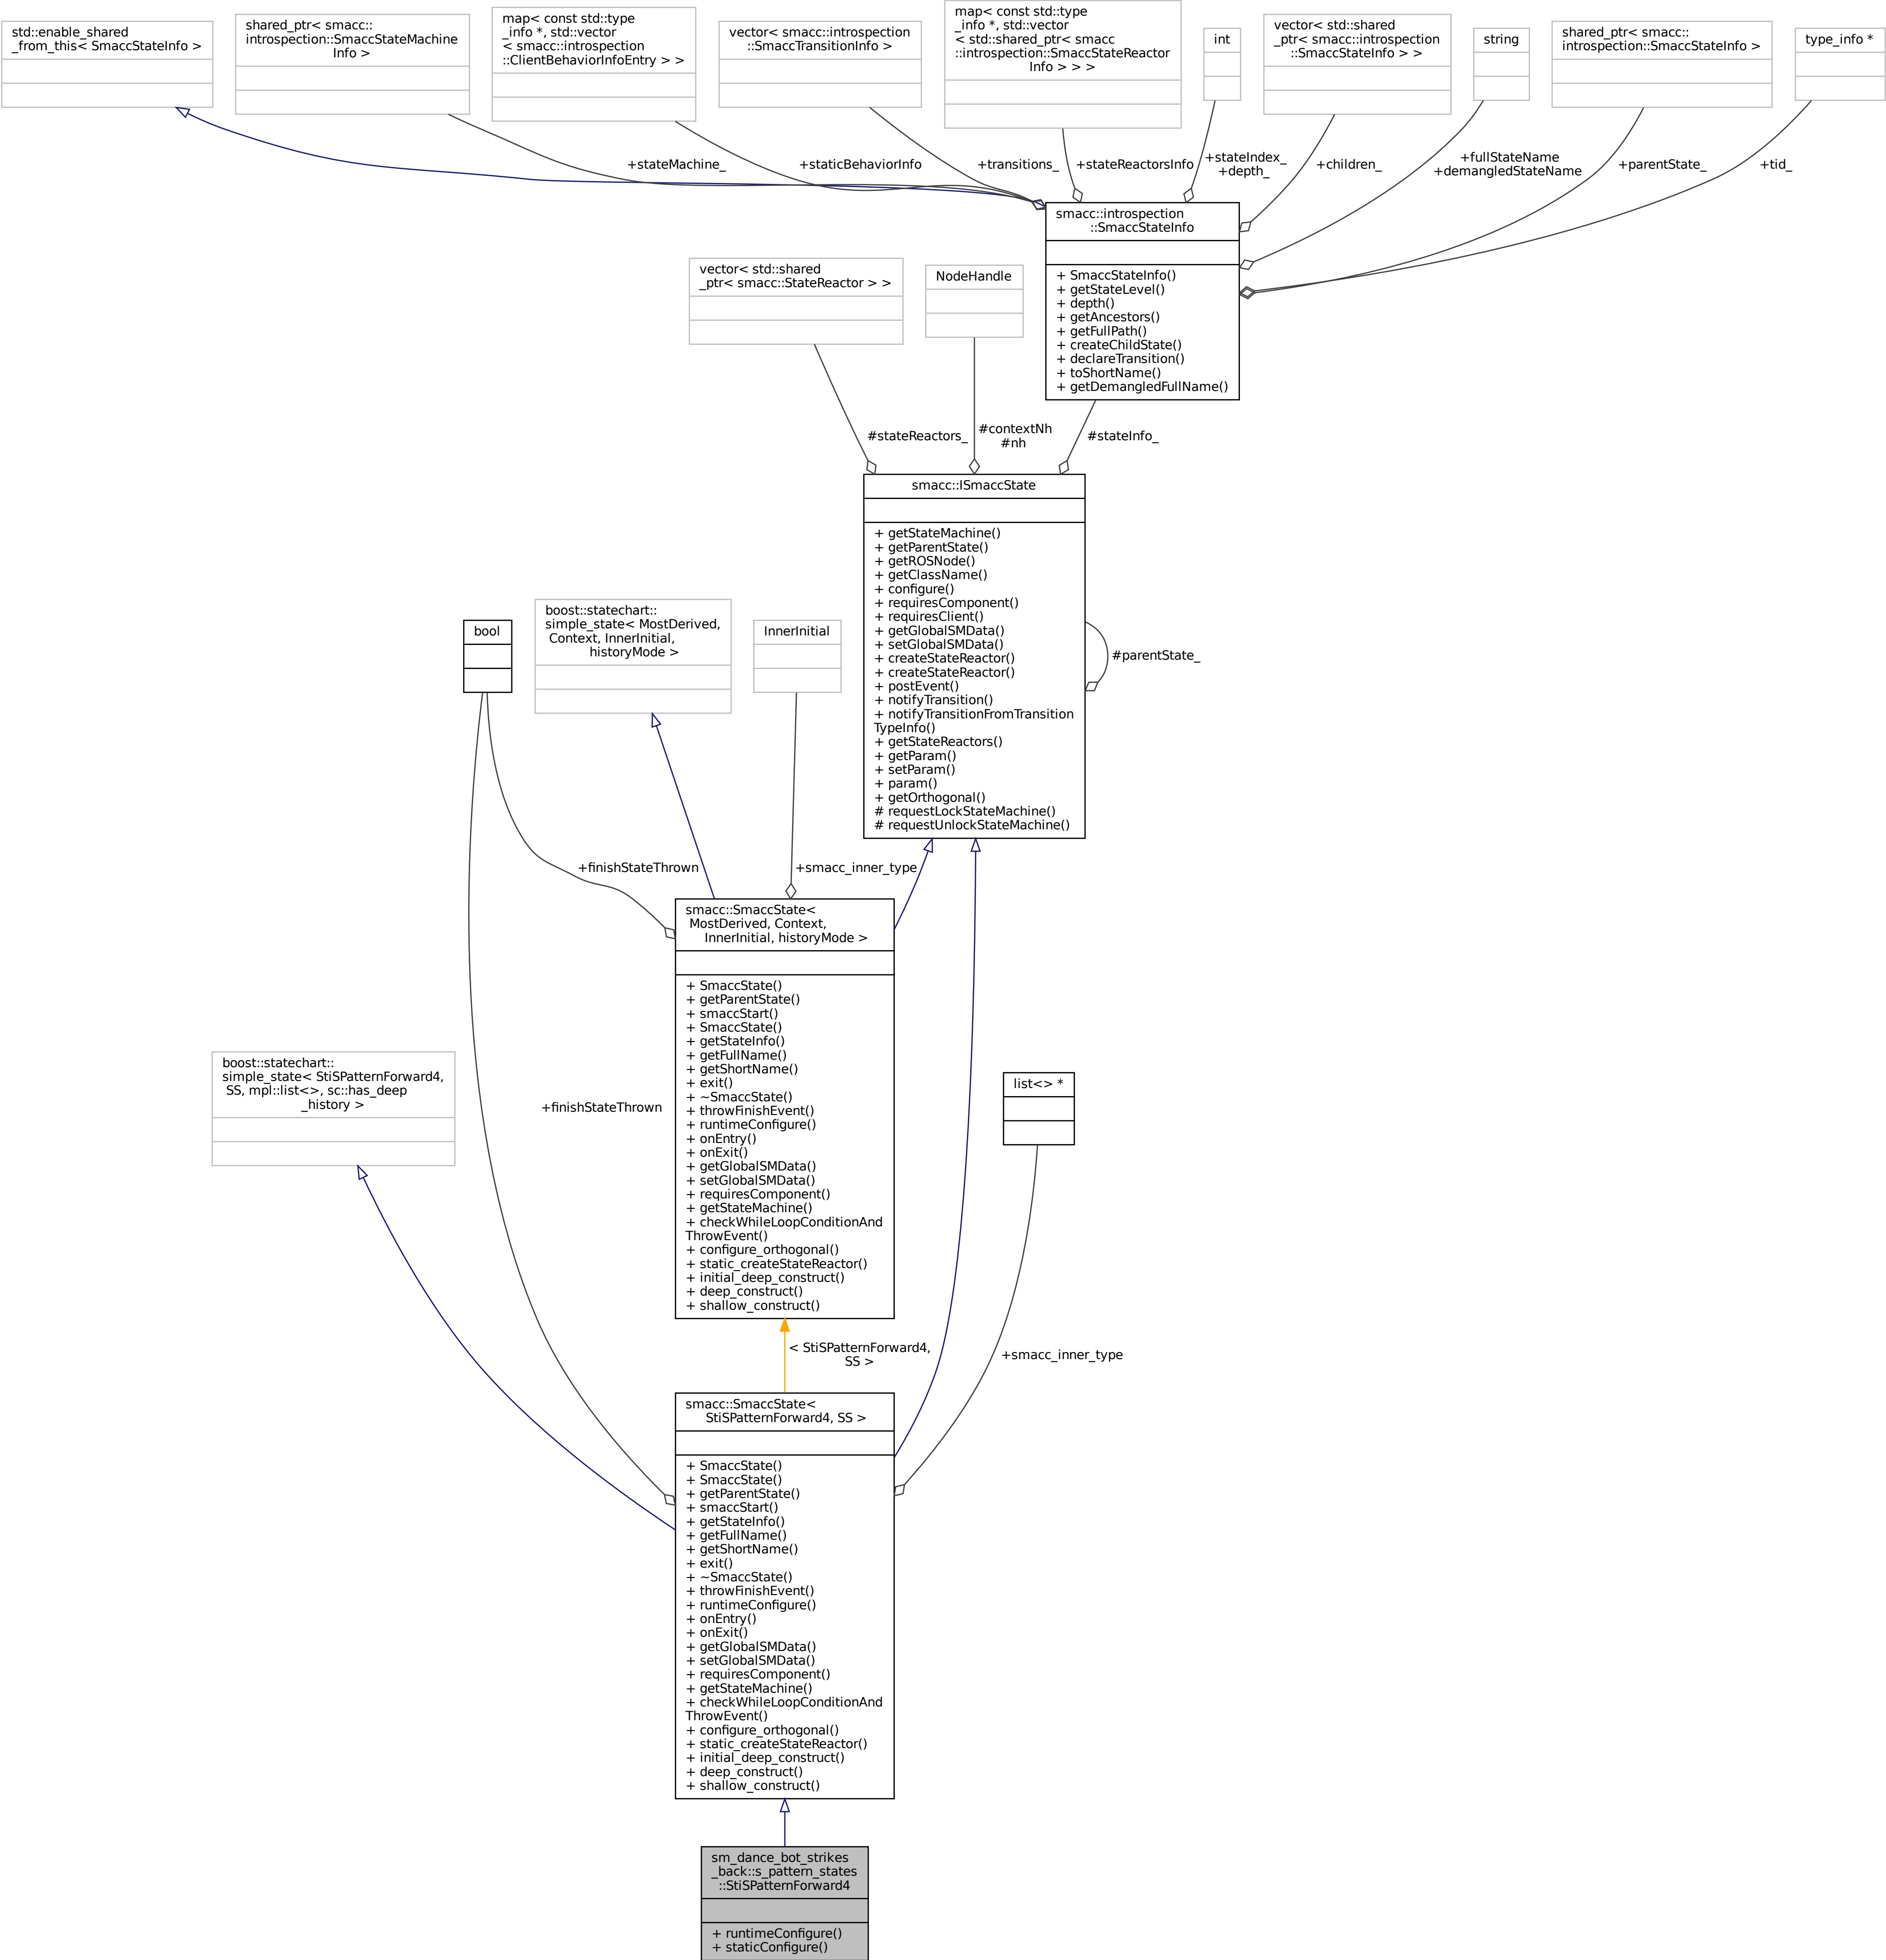 std::enable_shared
_from_this< SmaccStateInfo >
shared_ptr< smacc::
introspection::SmaccStateMachine
Info >
map< const std::type
_info *, std::vector
< smacc::introspection
::ClientBehaviorInfoEntry > >
vector< smacc::introspection
::SmaccTransitionInfo >
map< const std::type
_info *, std::vector
< std::shared_ptr< smacc
::introspection::SmaccStateReactor
Info > > >
int
vector< std::shared
_ptr< smacc::introspection
::SmaccStateInfo > >
string
shared_ptr< smacc::
introspection::SmaccStateInfo >
type_info *
+stateMachine_
+staticBehaviorInfo
+transitions_
+stateReactorsInfo
+stateIndex_
+depth_
+children_
+fullStateName
+demangledStateName
+parentState_
+tid_
smacc::introspection
::SmaccStateInfo
+ SmaccStateInfo()
+ getStateLevel()
+ depth()
+ getAncestors()
+ getFullPath()
+ createChildState()
+ declareTransition()
+ toShortName()
+ getDemangledFullName()
vector< std::shared
_ptr< smacc::StateReactor > >
NodeHandle
#stateReactors_
#contextNh
#nh
#stateInfo_
smacc::ISmaccState
+ getStateMachine()
+ getParentState()
+ getROSNode()
+ getClassName()
+ configure()
+ requiresComponent()
+ requiresClient()
+ getGlobalSMData()
+ setGlobalSMData()
+ createStateReactor()
+ createStateReactor()
+ postEvent()
+ notifyTransition()
+ notifyTransitionFromTransition
TypeInfo()
+ getStateReactors()
+ getParam()
+ setParam()
+ param()
+ getOrthogonal()
# requestLockStateMachine()
# requestUnlockStateMachine()
#parentState_
bool
boost::statechart::
simple_state< MostDerived,
Context, InnerInitial,
historyMode >
InnerInitial
+finishStateThrown
+smacc_inner_type
smacc::SmaccState<
MostDerived, Context,
InnerInitial, historyMode >
+ SmaccState()
+ getParentState()
+ smaccStart()
+ SmaccState()
+ getStateInfo()
+ getFullName()
+ getShortName()
+ exit()
+ ~SmaccState()
+ throwFinishEvent()
+ runtimeConfigure()
+ onEntry()
+ onExit()
+ getGlobalSMData()
+ setGlobalSMData()
+ requiresComponent()
+ getStateMachine()
+ checkWhileLoopConditionAnd
ThrowEvent()
+ configure_orthogonal()
+ static_createStateReactor()
+ initial_deep_construct()
+ deep_construct()
+ shallow_construct()
boost::statechart::
simple_state< StiSPatternForward4,
SS, mpl::list<>, sc::has_deep
_history >
+finishStateThrown
list<> *
< StiSPatternForward4,
SS >
+smacc_inner_type
smacc::SmaccState<
StiSPatternForward4, SS >
+ SmaccState()
+ SmaccState()
+ getParentState()
+ smaccStart()
+ getStateInfo()
+ getFullName()
+ getShortName()
+ exit()
+ ~SmaccState()
+ throwFinishEvent()
+ runtimeConfigure()
+ onEntry()
+ onExit()
+ getGlobalSMData()
+ setGlobalSMData()
+ requiresComponent()
+ getStateMachine()
+ checkWhileLoopConditionAnd
ThrowEvent()
+ configure_orthogonal()
+ static_createStateReactor()
+ initial_deep_construct()
+ deep_construct()
+ shallow_construct()
sm_dance_bot_strikes
_back::s_pattern_states
::StiSPatternForward4
+ runtimeConfigure()
+ staticConfigure()